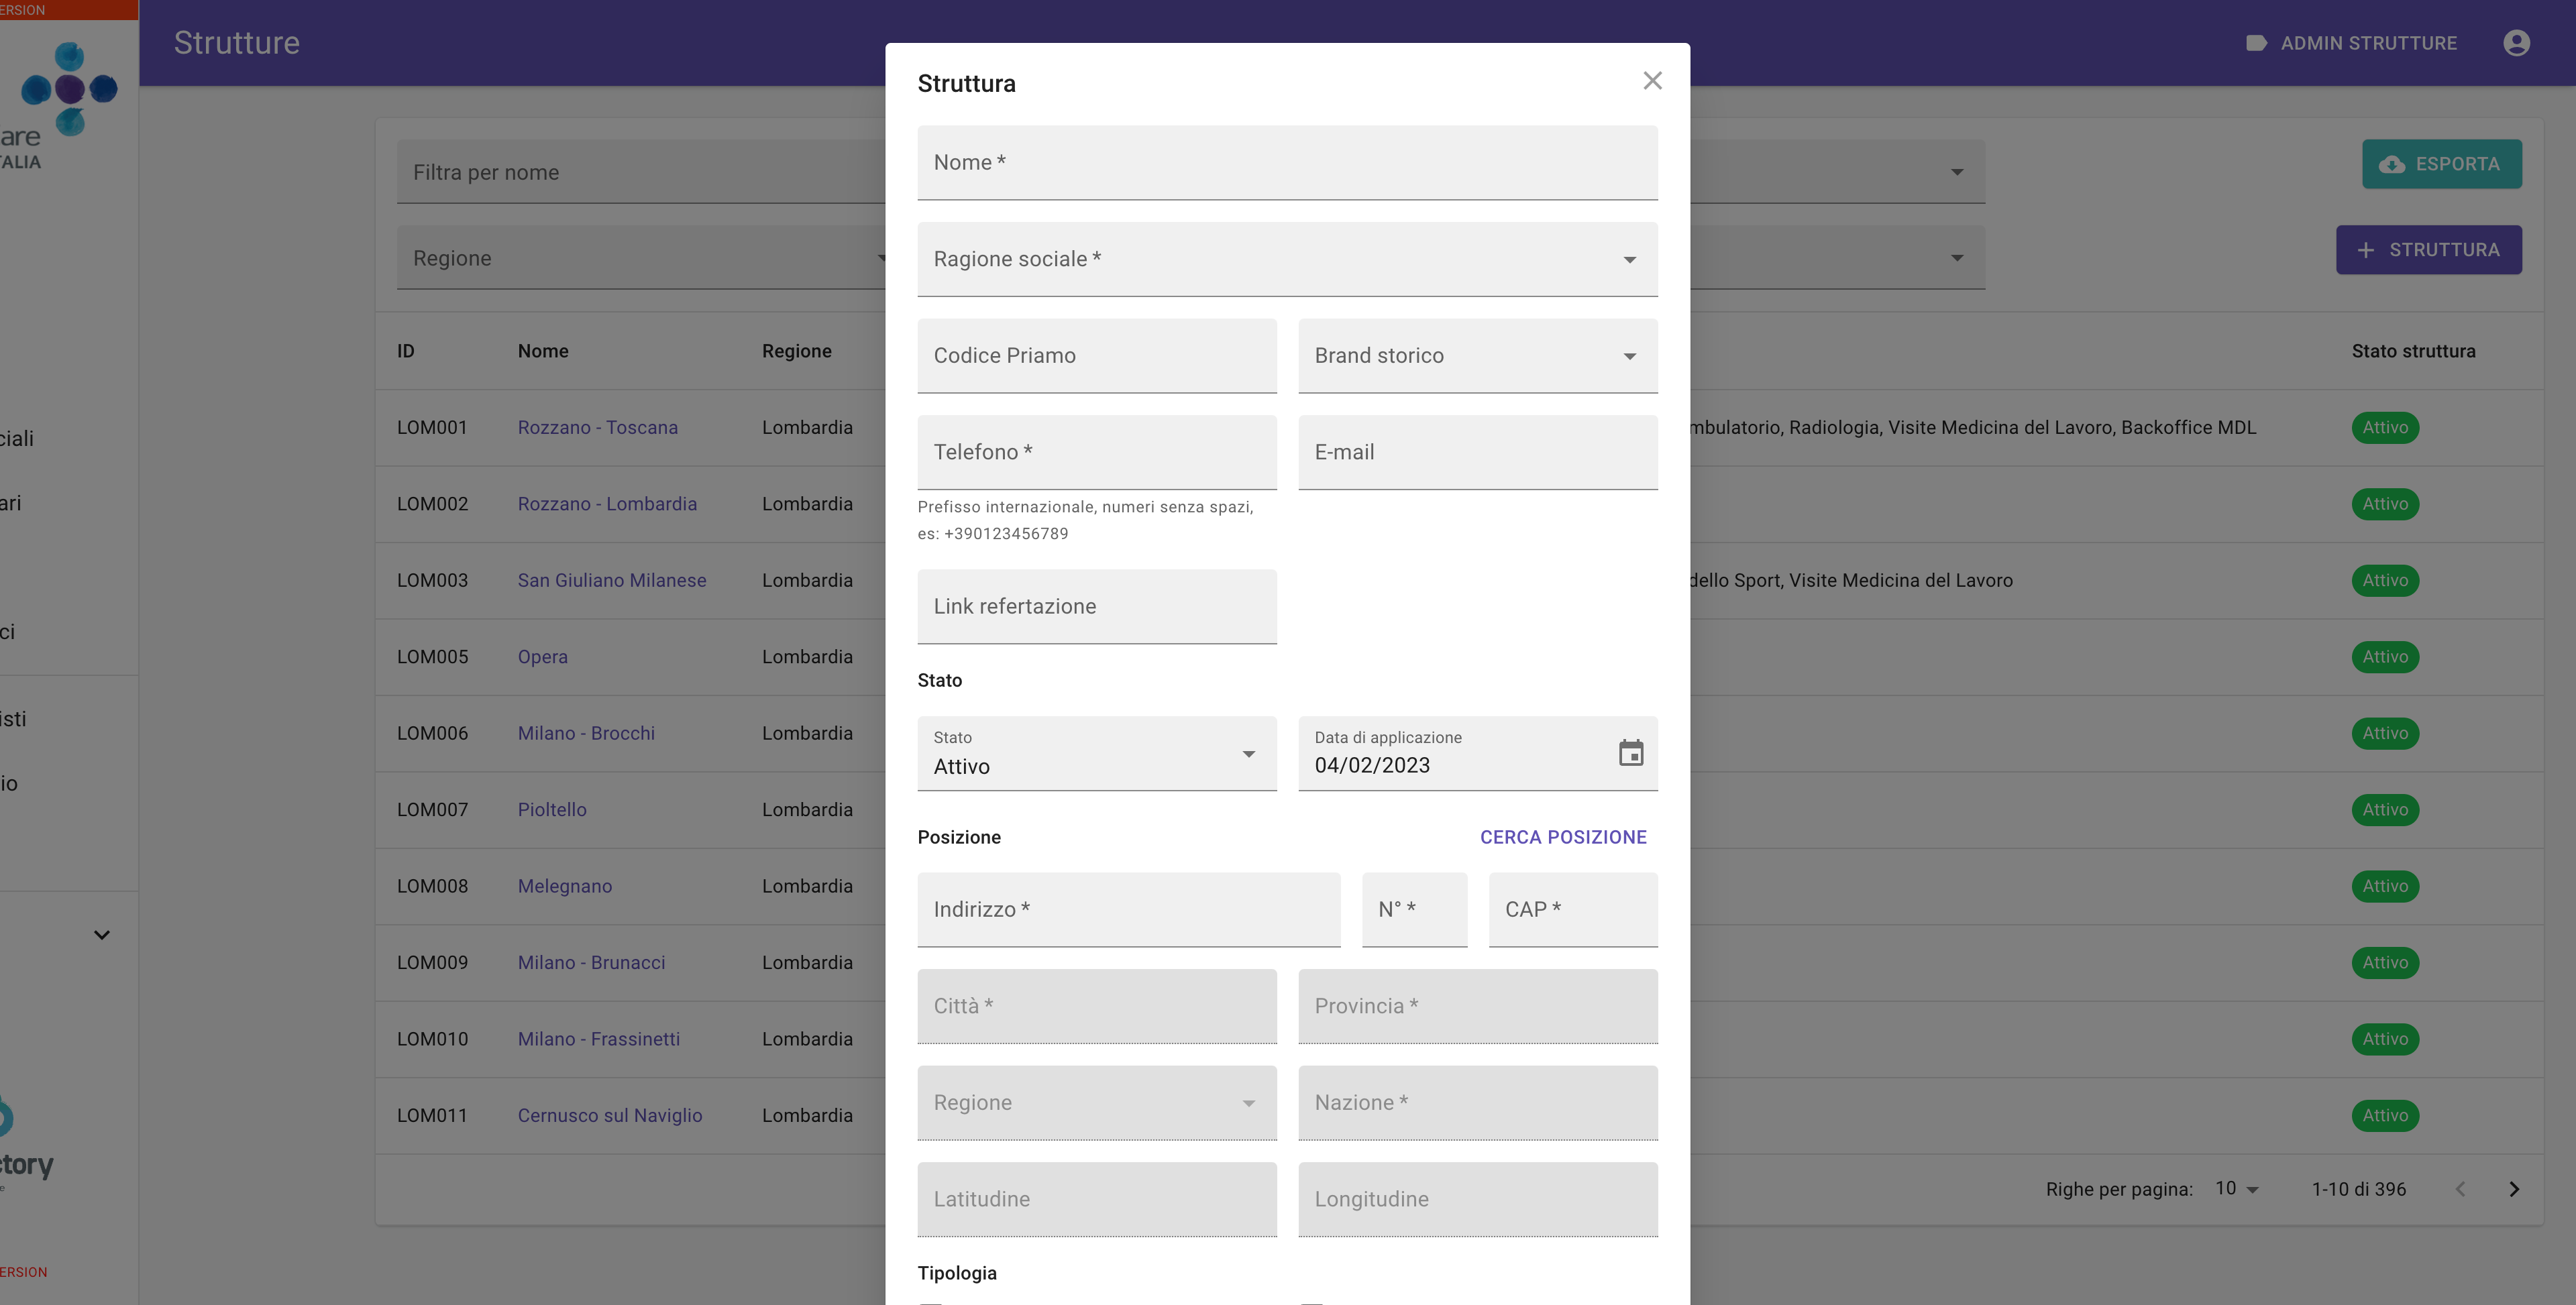 ERSION
Strutture
ADMIN STRUTTURE
are
TALIA
Filtra per nome
ESPORTA
Regione
STRUTTURA
ID Nome Regione Stato struttura
LOM001 Rozzano - Toscana Lombardia mbulatorio, Radiologia, Visite Medicina del Lavoro, Backoffice MDL Attivo
LOM002 Rozzano - Lombardia Lombardia Attivo
LOM003 San Giuliano Milanese Lombardia dello Sport, Visite Medicina del Lavoro Attivo
LOM005 Opera Lombardia Attivo
LOM006 Milano - Brocchi Lombardia Attivo
LOM007 Pioltello Lombardia Attivo
LOM008 Melegnano Lombardia Attivo
LOM009 Milano - Brunacci Lombardia Attivo
LOM010 Milano - Frassinetti Lombardia Attivo
LOM011 Cernusco sul Naviglio Lombardia Attivo
Righe per pagina: 10 1-10 di 396
ciali
ari
ci
isti
io
ctory
e
ERSION
Struttura
Nome *
Ragione sociale *
Codice Priamo
Brand storico
Telefono *
E-mail
Prefisso internazionale, numeri senza spazi,
es: +390123456789
Link refertazione
Stato
Stato
Attivo
Data di applicazione
04/02/2023
Posizione
CERCA POSIZIONE
Indirizzo *
N° *
CAP *
Città *
Provincia *
Regione
Nazione *
Latitudine
Longitudine
Tipologia